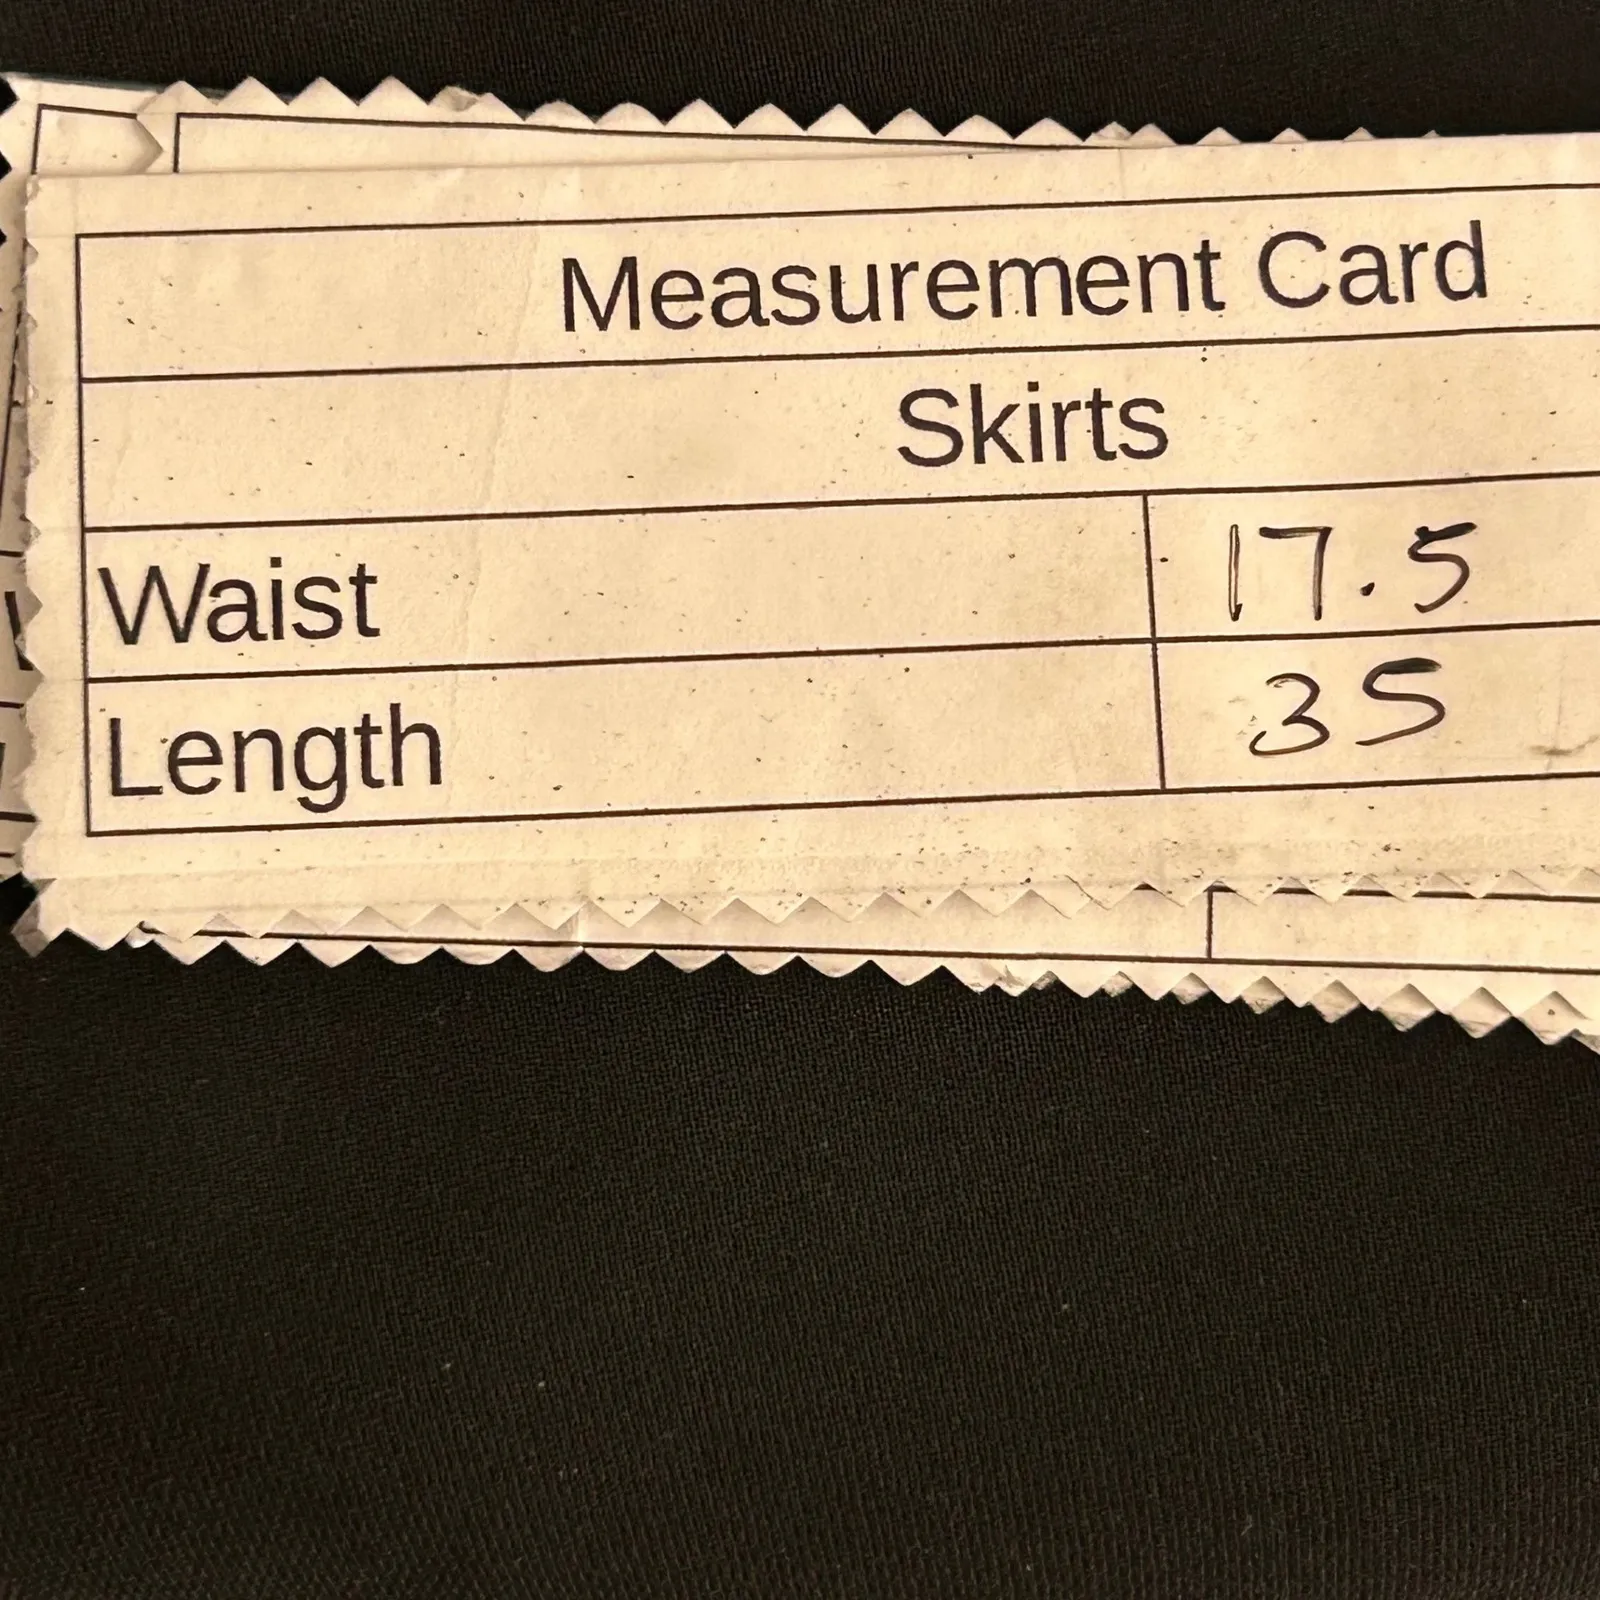 Measurement Card
Skirts
Waist 17.5
Length 35